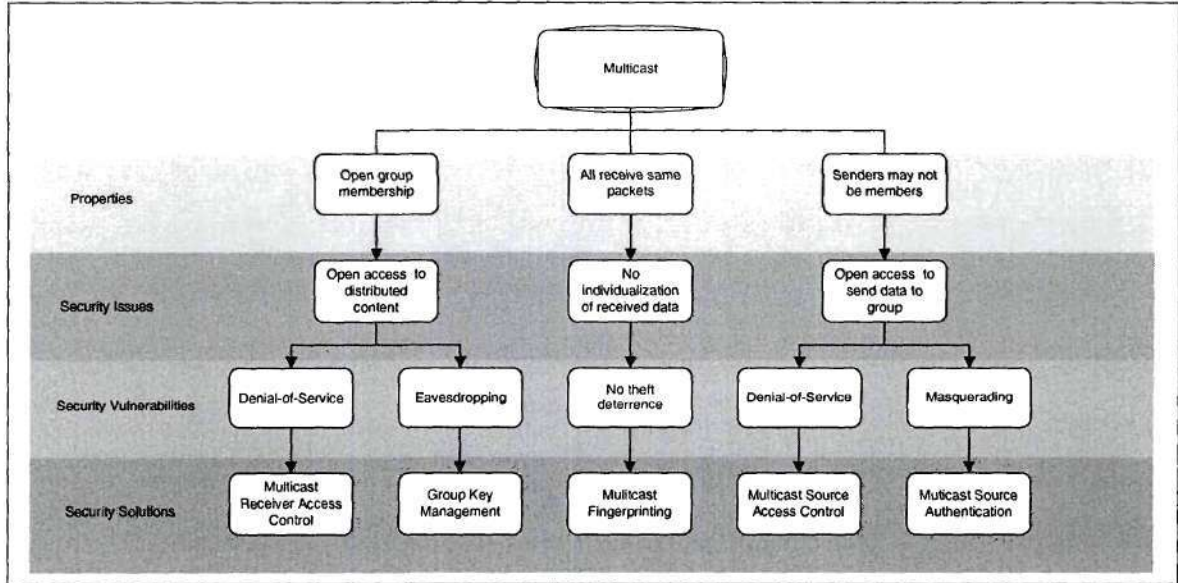 Multicast
Properties
Open group
membership
All receive same
packets
Senders may not
be members
Security Issues
Open access to
distributed
content
No
individualization
of received data
Open access to
send data to
group
Security Vulnerabilities
Denial-of-Service
Eavesdropping
No theft
deterrence
Denial-of-Service
Masquerading
Security Solutions
Multicast
Receiver Access
Control
Group Key
Management
Mulitcast
Fingerprinting
Multicast Source
Access Control
Muticast Source
Authentication